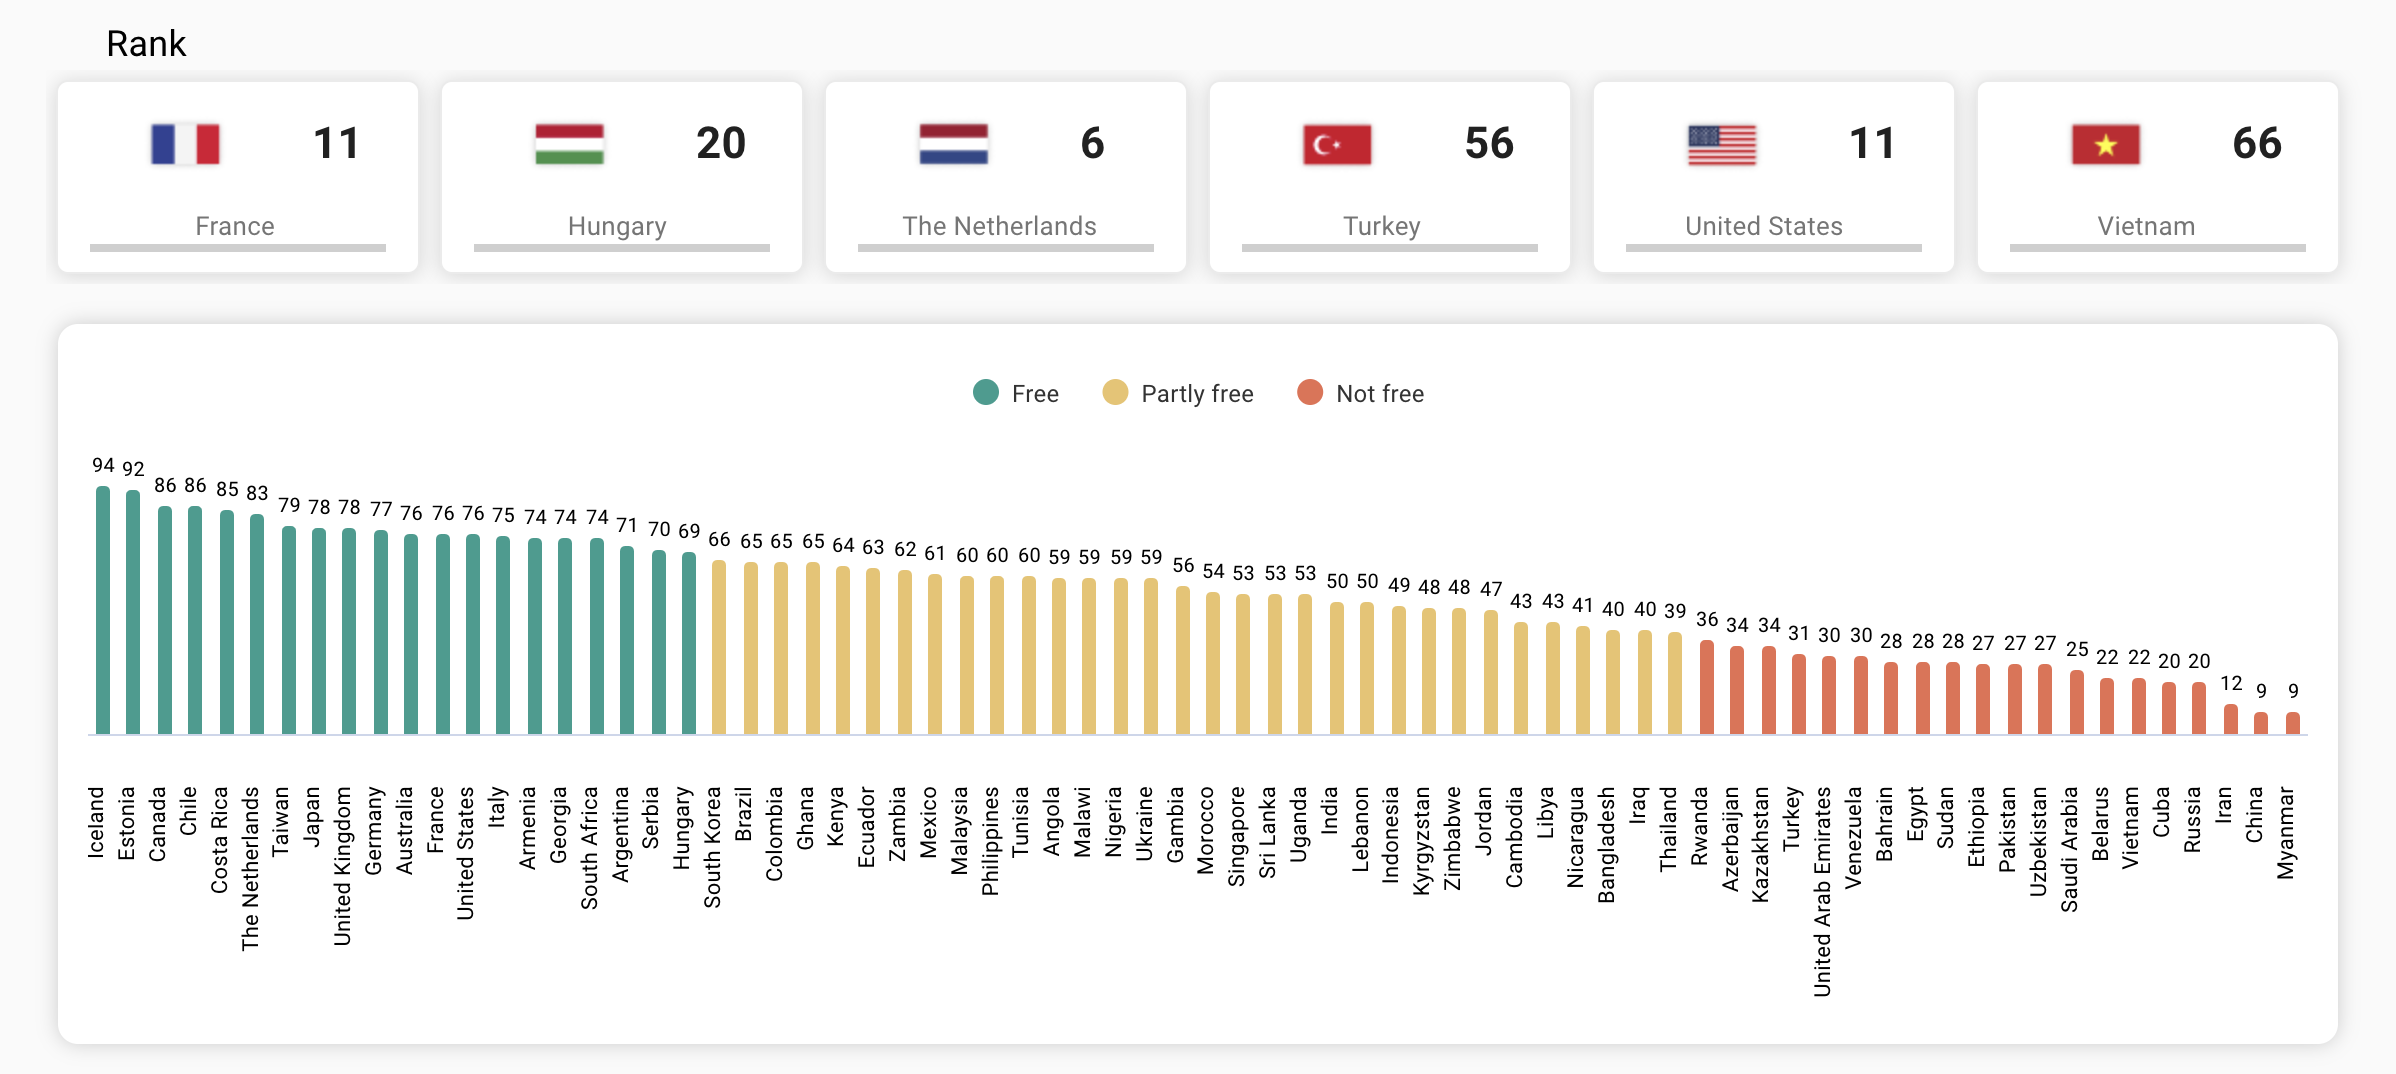 Rank
11
France
20
Hungary
6
The Netherlands
56
Turkey
11
United States
66
Vietnam
Free Partly free Not free
94 92 86 86 85 83 79 78 78 77 76 76 76 75 74 74 74 71 70 69 66 65 65 65 64 63 62 61 60 60 60 59 59 59 59 56 54 53 53 53 50 50 49 48 48 47 43 43 41 40 40 39 36 34 34 31 30 30 28 28 28 27 27 27 25 22 22 20 20 12 9 9
Iceland
Estonia
Canada
Chile
Costa Rica
The Netherlands
Taiwan
Japan
United Kingdom
Germany
Australia
France
United States
Italy
Armenia
Georgia
South Africa
Argentina
Serbia
Hungary
South Korea
Brazil
Colombia
Ghana
Kenya
Ecuador
Zambia
Mexico
Malaysia
Philippines
Tunisia
Angola
Malawi
Nigeria
Ukraine
Gambia
Morocco
Singapore
Sri Lanka
Uganda
India
Lebanon
Indonesia
Kyrgyzstan
Zimbabwe
Jordan
Cambodia
Libya
Nicaragua
Bangladesh
Iraq
Thailand
Rwanda
Azerbaijan
Kazakhstan
Turkey
United Arab Emirates
Venezuela
Bahrain
Egypt
Sudan
Ethiopia
Pakistan
Uzbekistan
Saudi Arabia
Belarus
Vietnam
Cuba
Russia
Iran
China
Myanmar